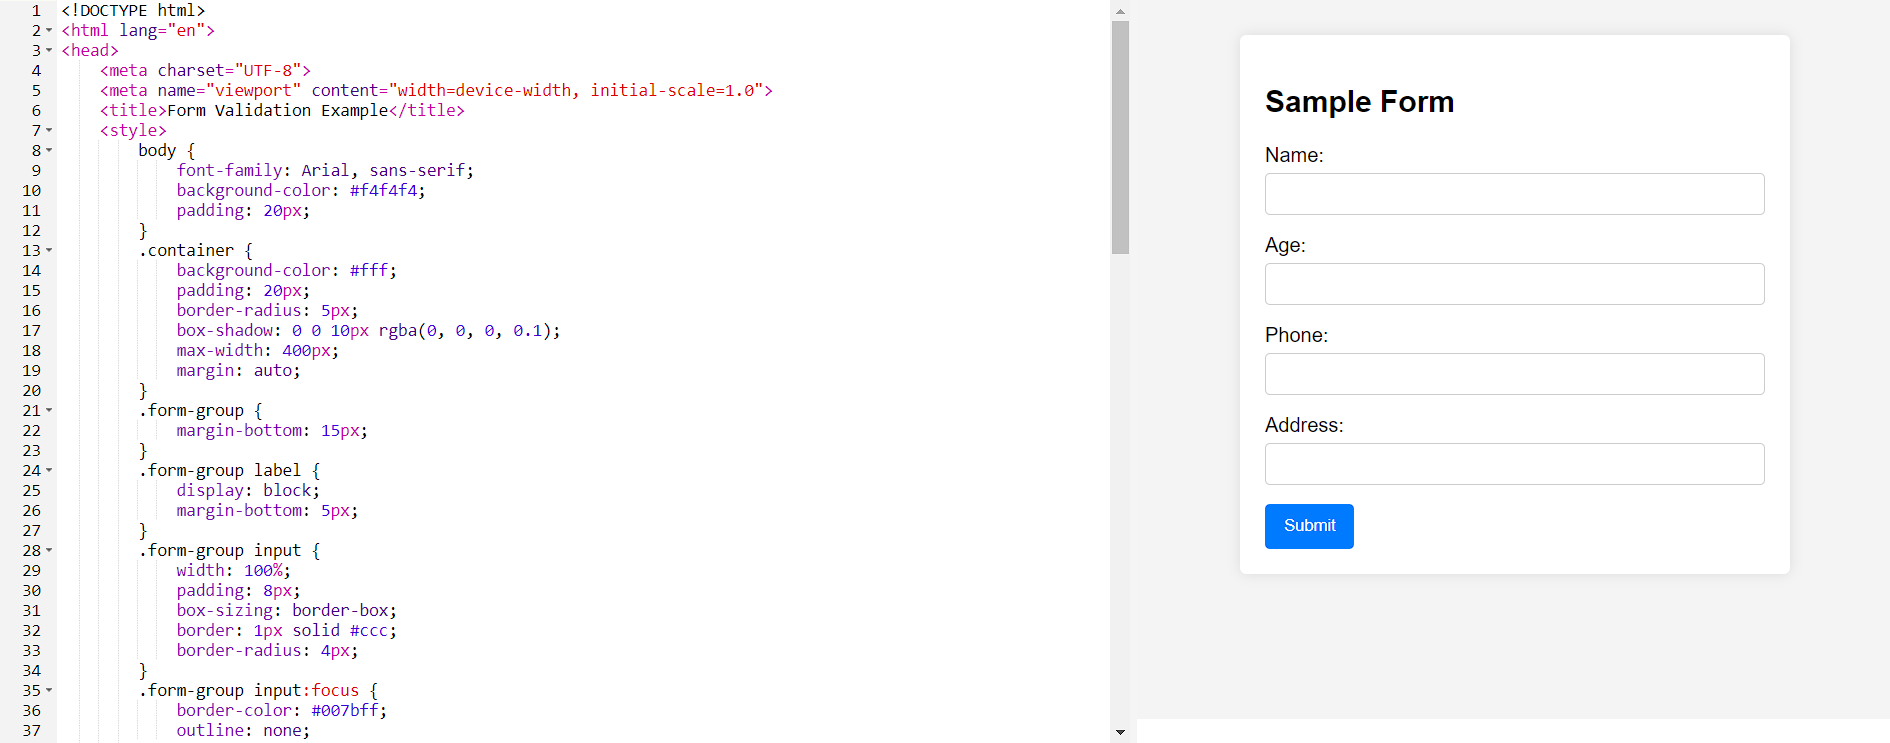 1 <!DOCTYPE html>
2 <html lang="en">
3 <head>
4 <meta charset="UTF-8">
5 <meta name="viewport" content="width=device-width, initial-scale=1.0">
6 <title>Form Validation Example</title>
7 <style>
8 body {
9 font-family: Arial, sans-serif;
10 background-color: #f4f4f4;
11 padding: 20px;
12 }
13 .container {
14 background-color: #fff;
15 padding: 20px;
16 border-radius: 5px;
17 box-shadow: 0 0 10px rgba(0, 0, 0, 0.1);
18 max-width: 400px;
19 margin: auto;
20 }
21 .form-group {
22 margin-bottom: 15px;
23 }
24 .form-group label {
25 display: block;
26 margin-bottom: 5px;
27 }
28 .form-group input {
29 width: 100%;
30 padding: 8px;
31 box-sizing: border-box;
32 border: 1px solid #ccc;
33 border-radius: 4px;
34 }
35 .form-group input:focus {
36 border-color: #007bff;
37 outline: none;
Sample Form
Name:
Age:
Phone:
Address:
Submit